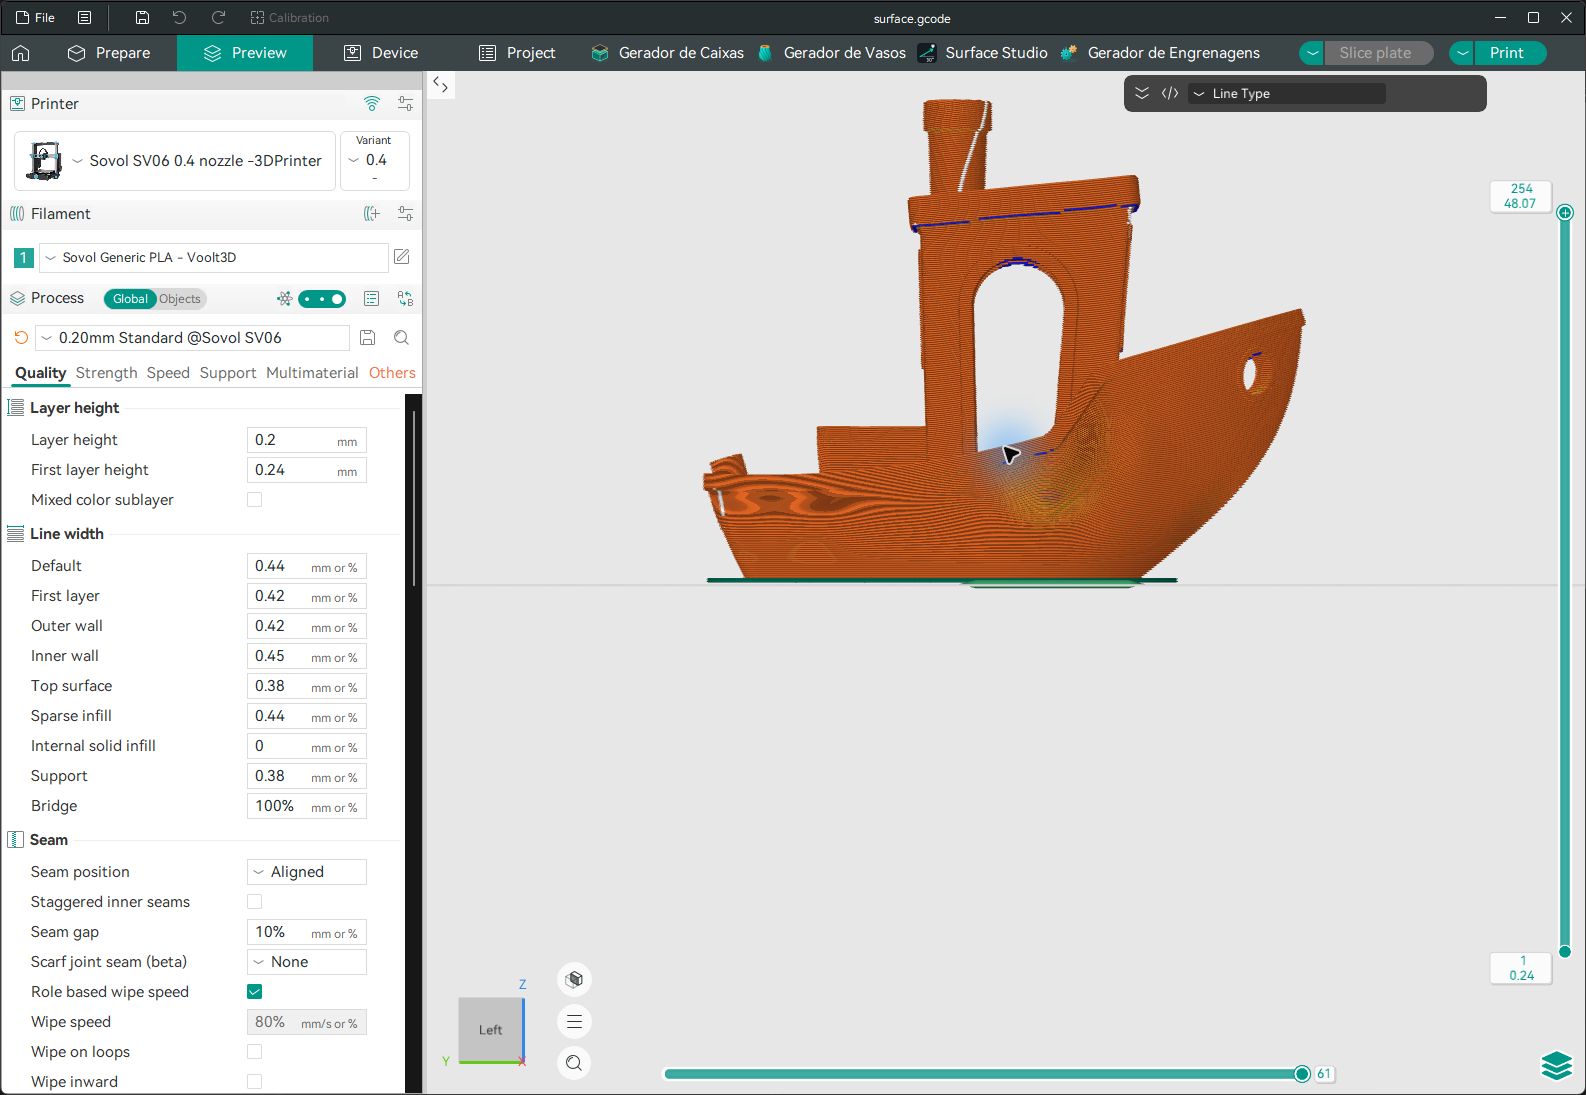 File
Calibration
surface.gcode
Prepare
Preview
Device
Project
Gerador de Caixas
Gerador de Vasos
Surface Studio
Gerador de Engrenagens
Slice plate
Print
Printer
Sovol SV06 0.4 nozzle -3DPrinter
Variant
0.4
-
Filament
1
Sovol Generic PLA - Voolt3D
Process
Global
Objects
0.20mm Standard @Sovol SV06
Quality
Strength
Speed
Support
Multimaterial
Others
Layer height
Layer height 0.2 mm
First layer height 0.24 mm
Mixed color sublayer
Line width
Default 0.44 mm or %
First layer 0.42 mm or %
Outer wall 0.42 mm or %
Inner wall 0.45 mm or %
Top surface 0.38 mm or %
Sparse infill 0.44 mm or %
Internal solid infill 0 mm or %
Support 0.38 mm or %
Bridge 100% mm or %
Seam
Seam position Aligned
Staggered inner seams
Seam gap 10% mm or %
Scarf joint seam (beta) None
Role based wipe speed
Wipe speed 80% mm/s or %
Wipe on loops
Wipe inward
Line Type
254
48.07
1
0.24
Z
Left
Y
X
61